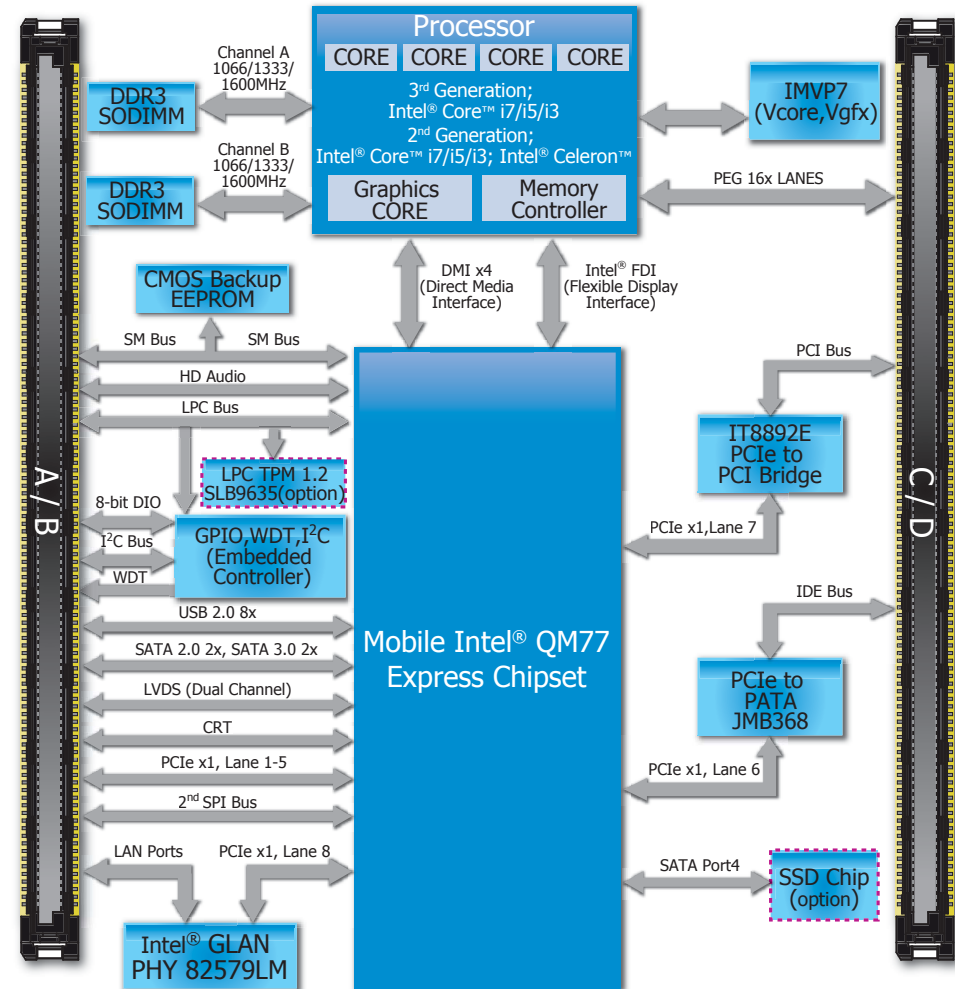 Processor
CORE CORE CORE CORE
3rd Generation;
Intel® Core™ i7/i5/i3
2nd Generation;
Intel® Core™ i7/i5/i3; Intel® Celeron™
Graphics
CORE
Memory
Controller
Channel A
1066/1333/
1600MHz
DDR3
SODIMM
Channel B
1066/1333/
1600MHz
DDR3
SODIMM
IMVP7
(Vcore,Vgfx)
PEG 16x LANES
DMI x4
(Direct Media
Interface)
Intel® FDI
(Flexible Display
Interface)
CMOS Backup
EEPROM
SM Bus
SM Bus
HD Audio
LPC Bus
LPC TPM 1.2
SLB9635(option)
A / B
8-bit DIO
I²C Bus
WDT
GPIO,WDT,I²C
(Embedded
Controller)
USB 2.0 8x
SATA 2.0 2x, SATA 3.0 2x
LVDS (Dual Channel)
CRT
PCIe x1, Lane 1-5
2nd SPI Bus
LAN Ports
PCIe x1, Lane 8
Intel® GLAN
PHY 82579LM
Mobile Intel® QM77
Express Chipset
PCI Bus
IT8892E
PCIe to
PCI Bridge
PCIe x1,Lane 7
C / D
IDE Bus
PCIe to
PATA
JMB368
PCIe x1, Lane 6
SATA Port4
SSD Chip
(option)